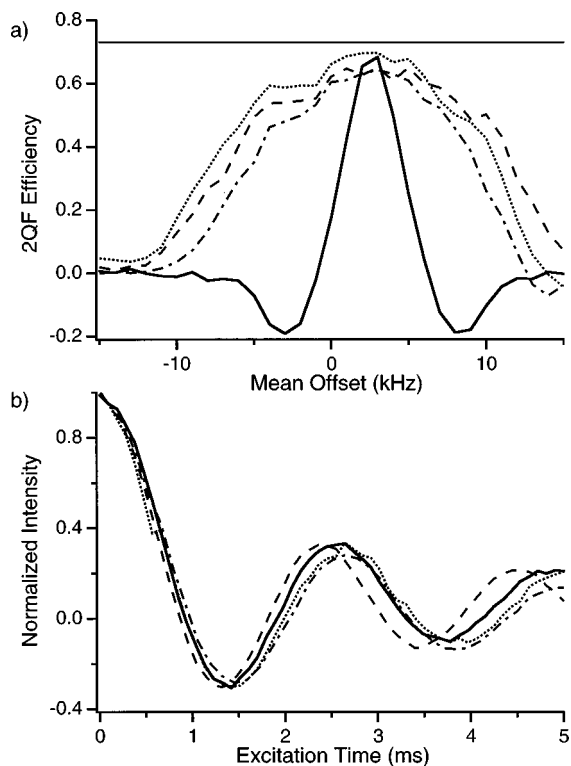 a)
0.8
0.6
0.4
0.2
0.0
-0.2
2QF Efficiency
-10 0 10
Mean Offset (kHz)
b)
0.8
0.4
0.0
-0.4
Normalized Intensity
0 1 2 3 4 5
Excitation Time (ms)